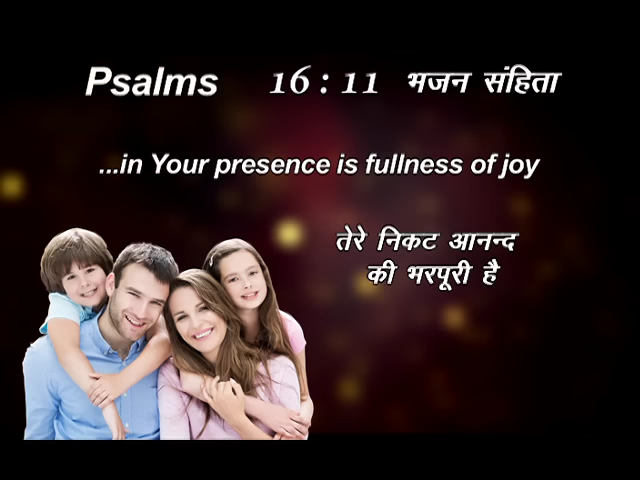 Psalms 16 : 11 भजन संहिता
...in Your presence is fullness of joy
तेरे निकट आनन्द
की भरपूरी है